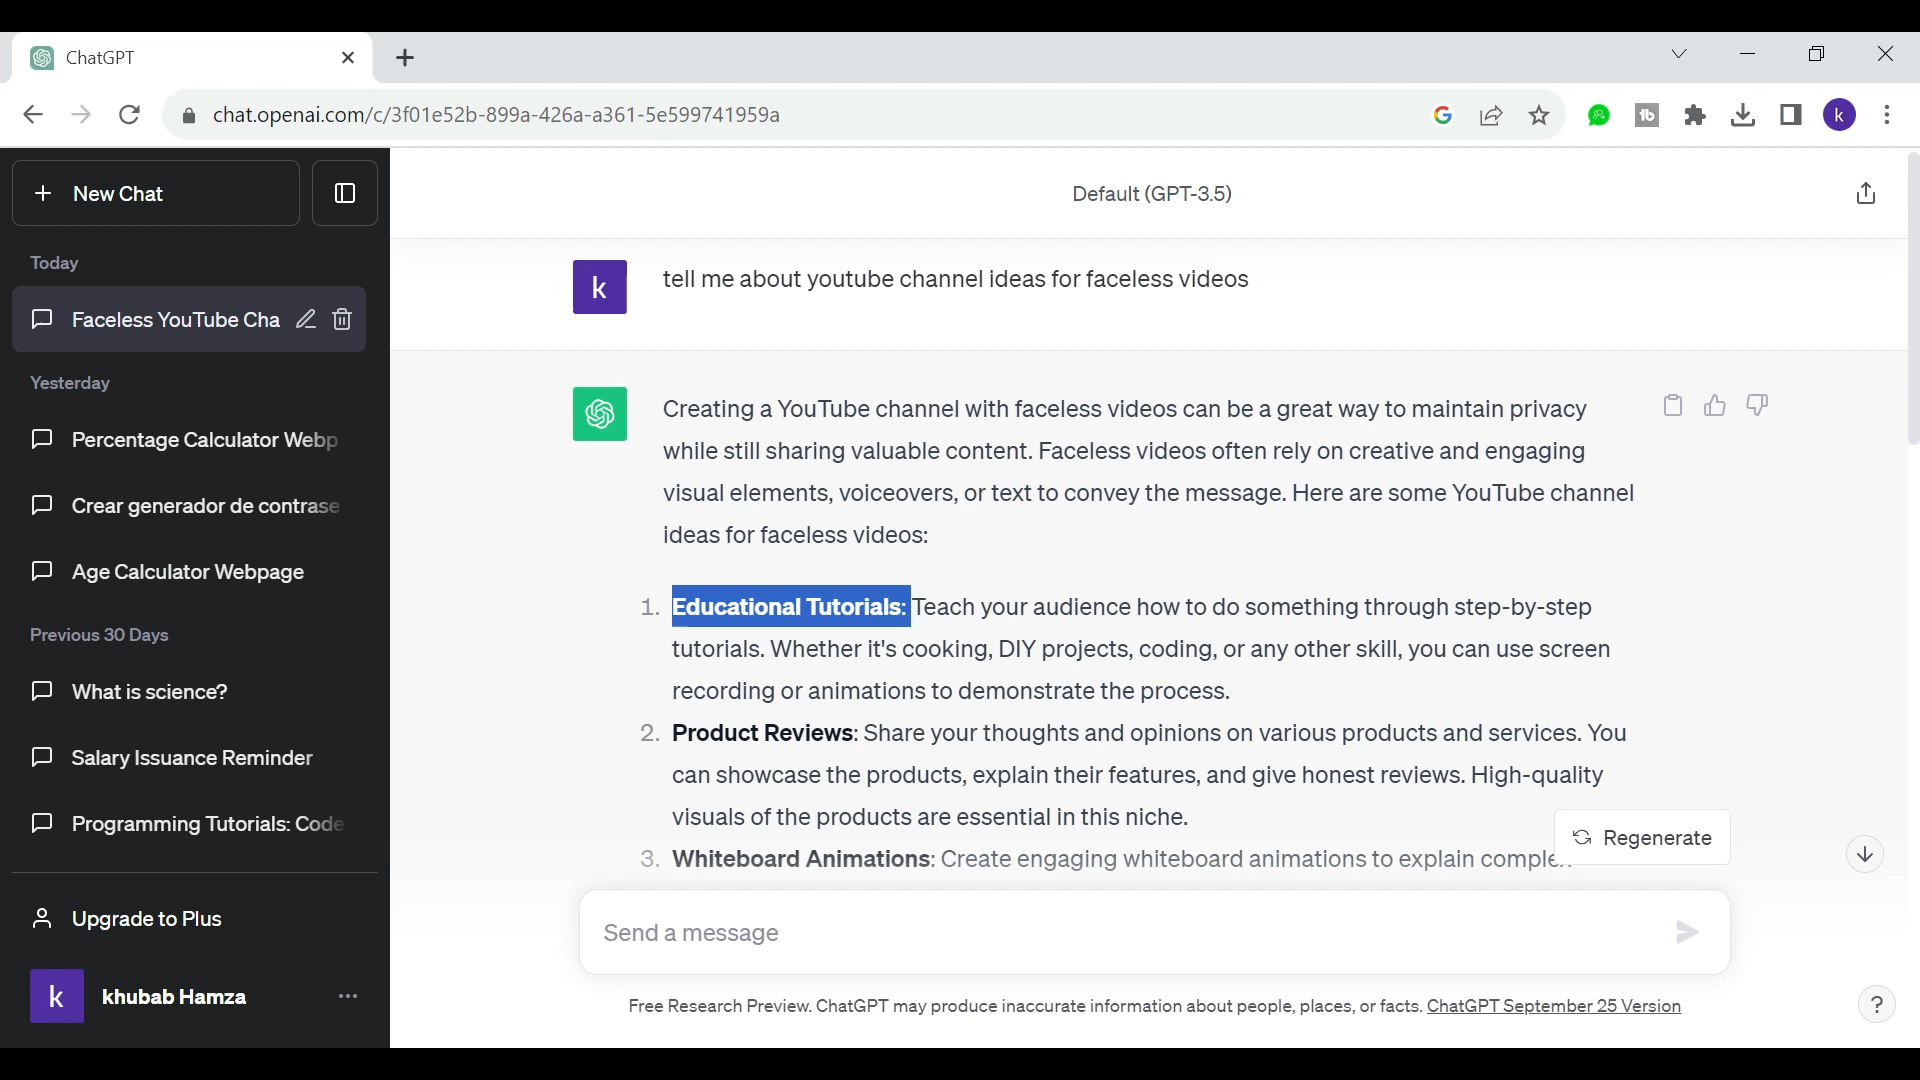 ChatGPT
chat.openai.com/c/3f01e52b-899a-426a-a361-5e599741959a
G
tb
k
New Chat
Default (GPT-3.5)
Today
Faceless YouTube Cha
Yesterday
Percentage Calculator Webp
Crear generador de contrase
Age Calculator Webpage
Previous 30 Days
What is science?
Salary Issuance Reminder
Programming Tutorials: Code
Upgrade to Plus
k
khubab Hamza
k
tell me about youtube channel ideas for faceless videos
Creating a YouTube channel with faceless videos can be a great way to maintain privacy
while still sharing valuable content. Faceless videos often rely on creative and engaging
visual elements, voiceovers, or text to convey the message. Here are some YouTube channel
ideas for faceless videos:
1. Educational Tutorials: Teach your audience how to do something through step-by-step
tutorials. Whether it's cooking, DIY projects, coding, or any other skill, you can use screen
recording or animations to demonstrate the process.
2. Product Reviews: Share your thoughts and opinions on various products and services. You
can showcase the products, explain their features, and give honest reviews. High-quality
visuals of the products are essential in this niche.
3. Whiteboard Animations: Create engaging whiteboard animations to explain comple
Regenerate
Send a message
Free Research Preview. ChatGPT may produce inaccurate information about people, places, or facts. ChatGPT September 25 Version
?